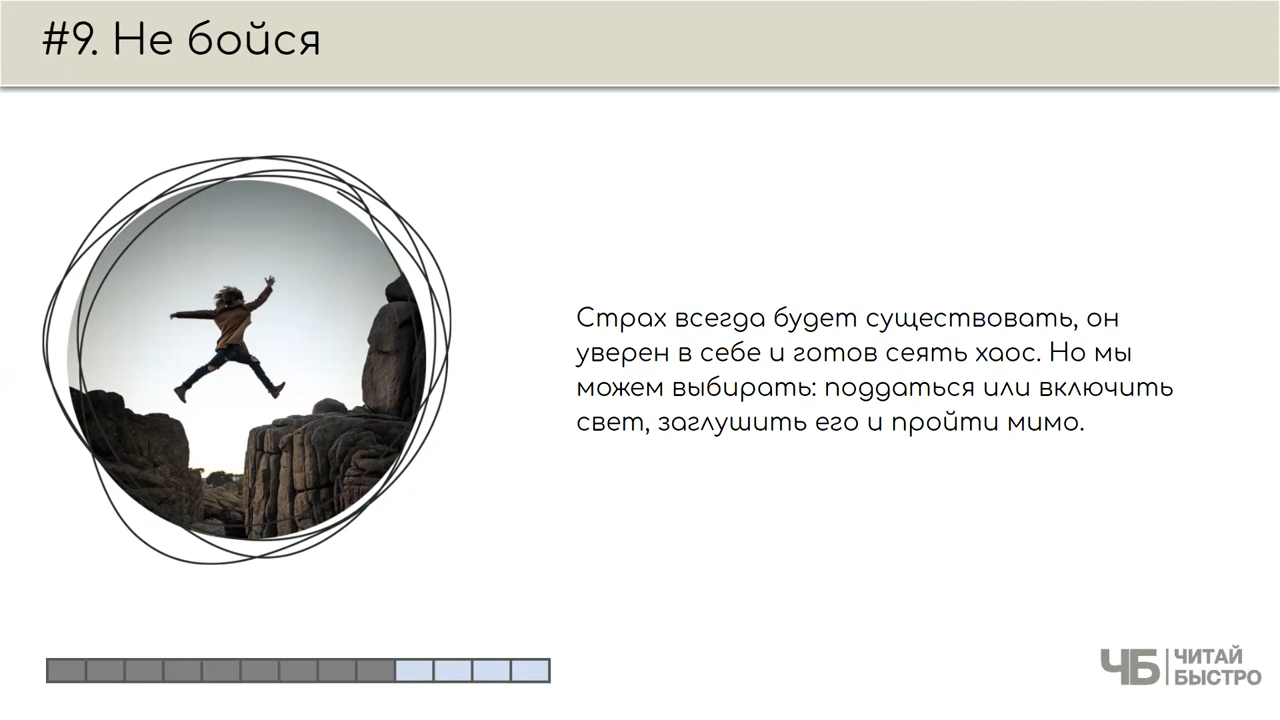 #9. Не бойся
Страх всегда будет существовать, он
уверен в себе и готов сеять хаос. Но мы
можем выбирать: поддаться или включить
свет, заглушить его и пройти мимо.
ЧБ ЧИТАЙ
БЫСТРО